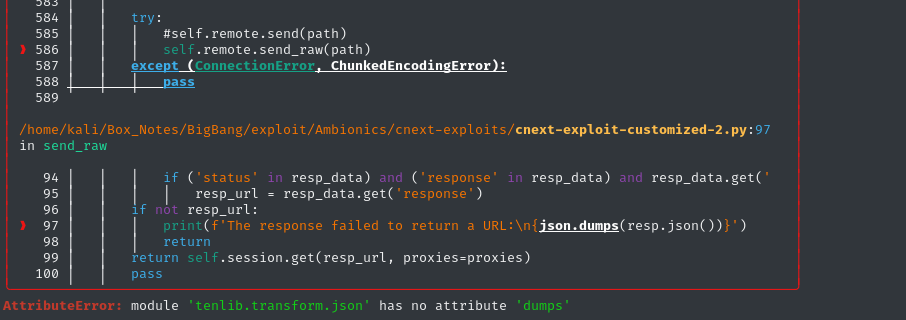 583
584 try:
585 #self.remote.send(path)
❱ 586 self.remote.send_raw(path)
587 except (ConnectionError, ChunkedEncodingError):
588 pass
589
/home/kali/Box_Notes/BigBang/exploit/Ambionics/cnext-exploits/cnext-exploit-customized-2.py:97
in send_raw
94 if ('status' in resp_data) and ('response' in resp_data) and resp_data.get('
95 resp_url = resp_data.get('response')
96 if not resp_url:
❱ 97 print(f'The response failed to return a URL:\n{json.dumps(resp.json())}')
98 return
99 return self.session.get(resp_url, proxies=proxies)
100 pass
AttributeError: module 'tenlib.transform.json' has no attribute 'dumps'